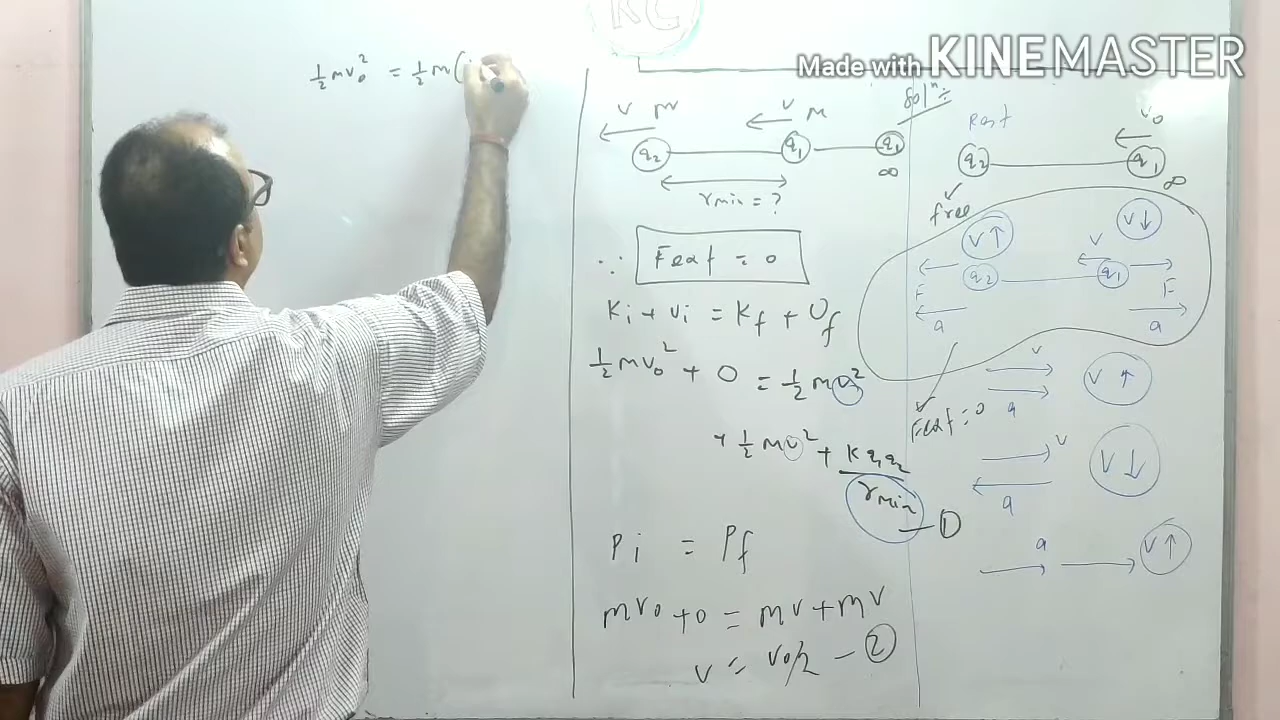 KC
Made with KINEMASTER
½mv₀² = ½m(
v m v m
q₂ q₁ q₁
∞
rmin = ?
∴ Fext = 0
Ki + Ui = Kf + Uf
½mv₀² + 0 = ½mv²
+ ½mv² + Kq₁q₂/rmin — ①
Pi = Pf
mv₀ + 0 = mv + mv
v = v₀/2 — ②
Solⁿ:
Rest v₀
q₂ q₁
∞
free
v↑ v↓
v
q₂ q₁
F F
a a
Fext = 0
v
a
v↑
v
a
v↓
a
v↑